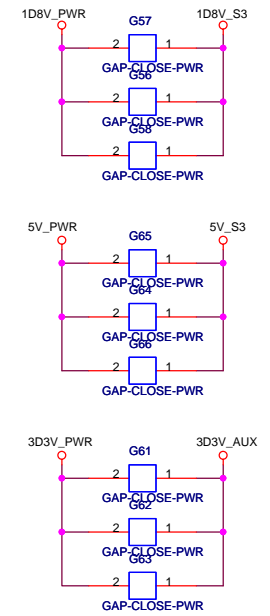 1D8V_PWR 1D8V_S3
G57
2 1
GAP-CLOSE-PWR
G56
2 1
GAP-CLOSE-PWR
G58
2 1
GAP-CLOSE-PWR
5V_PWR 5V_S3
G65
2 1
GAP-CLOSE-PWR
G64
2 1
GAP-CLOSE-PWR
G66
2 1
GAP-CLOSE-PWR
3D3V_PWR 3D3V_AUX
G61
2 1
GAP-CLOSE-PWR
G62
2 1
GAP-CLOSE-PWR
G63
2 1
GAP-CLOSE-PWR